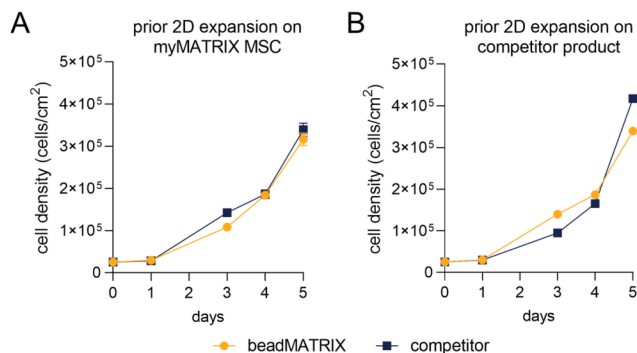 A
prior 2D expansion on
myMATRIX MSC
cell density (cells/cm²)
5×10⁵
4×10⁵
3×10⁵
2×10⁵
1×10⁵
0
0 1 2 3 4 5
days
B
prior 2D expansion on
competitor product
cell density (cells/cm²)
5×10⁵
4×10⁵
3×10⁵
2×10⁵
1×10⁵
0
0 1 2 3 4 5
days
beadMATRIX competitor